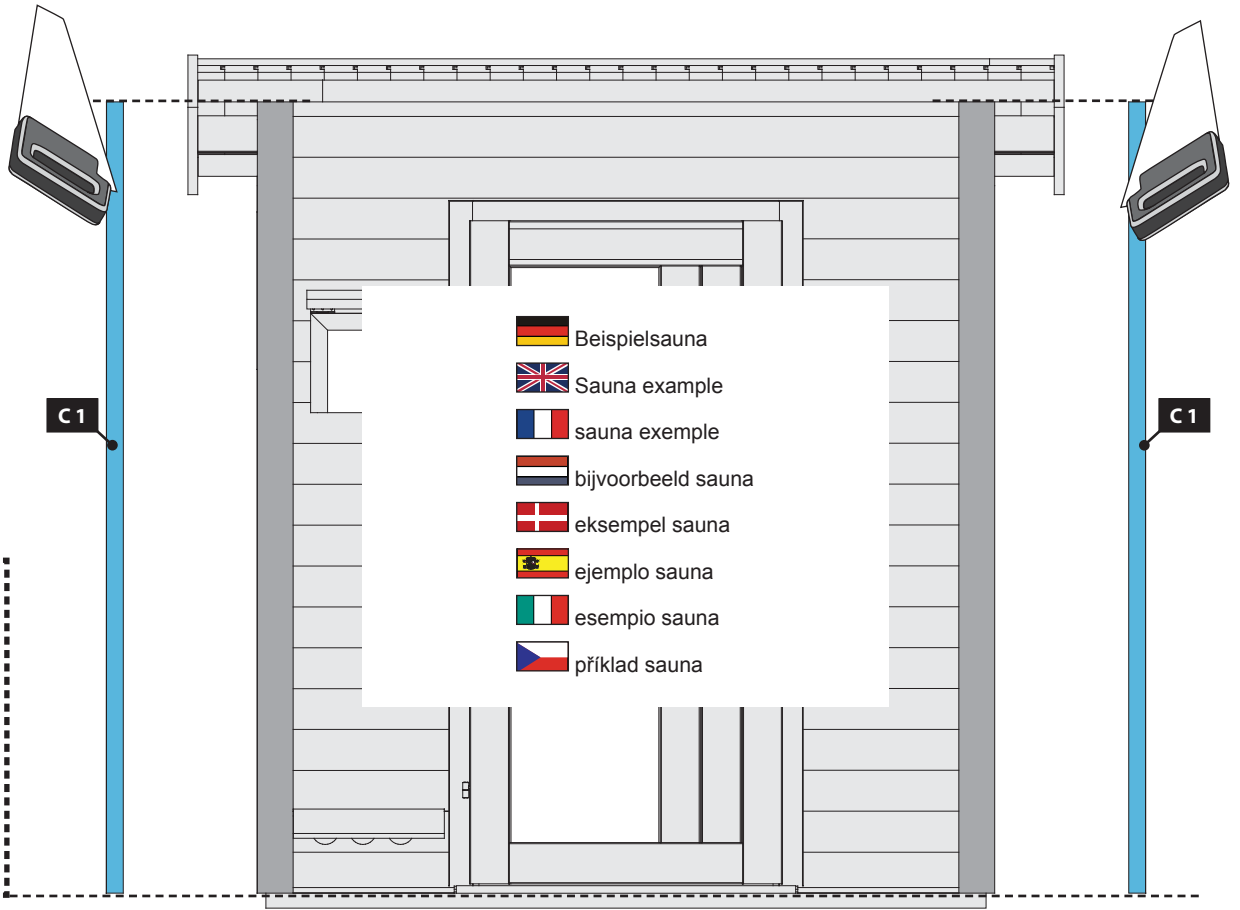 Beispielsauna
Sauna example
sauna exemple
C 1
C 1
bijvoorbeeld sauna
eksempel sauna
ejemplo sauna
esempio sauna
příklad sauna